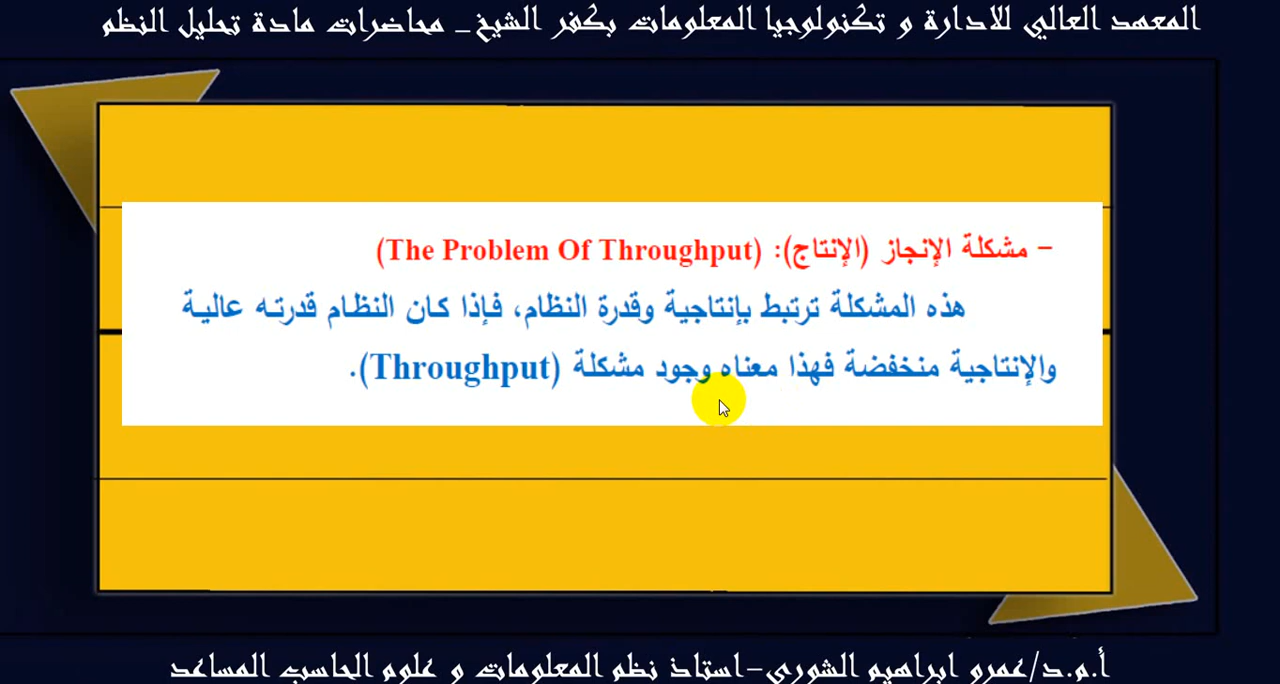 المعهد العالي للادارة و تكنولوجيا المعلومات بكفر الشيخ_ محاضرات مادة تحليل النظم
- مشكلة الإنجاز (الإنتاج): (The Problem Of Throughput)
هذه المشكلة ترتبط بإنتاجية وقدرة النظام، فإذا كان النظام قدرته عالية
والإنتاجية منخفضة فهذا معناه وجود مشكلة (Throughput).
أ.م.د/عمرو ابراهيم الشورى-استاذ نظم المعلومات و علوم الحاسب المساعد